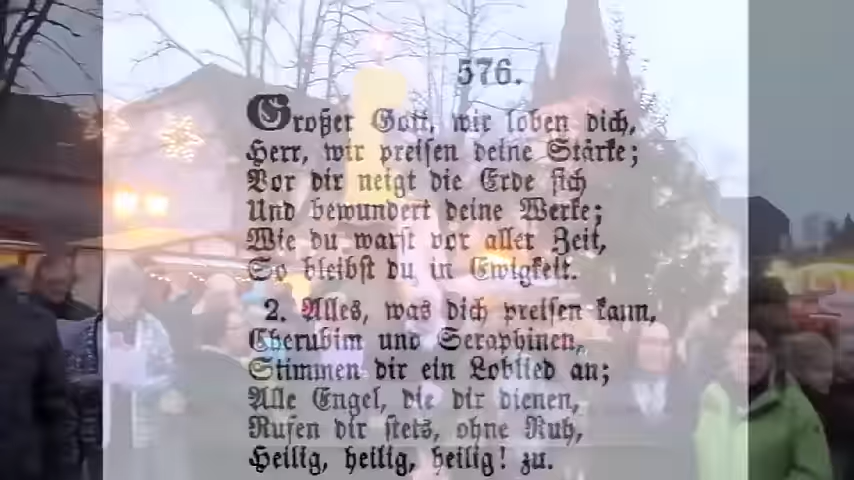 576.
Großer Gott, wir loben dich,
Herr, wir preisen deine Stärke;
Vor dir neigt die Erde sich
Und bewundert deine Werke;
Wie du warst vor aller Zeit,
So bleibst du in Ewigkeit.
2. Alles, was dich preisen kann,
Cherubim und Seraphinen,
Stimmen dir ein Loblied an;
Alle Engel, die dir dienen,
Rufen dir stets, ohne Ruh,
Heilig, heilig, heilig! zu.